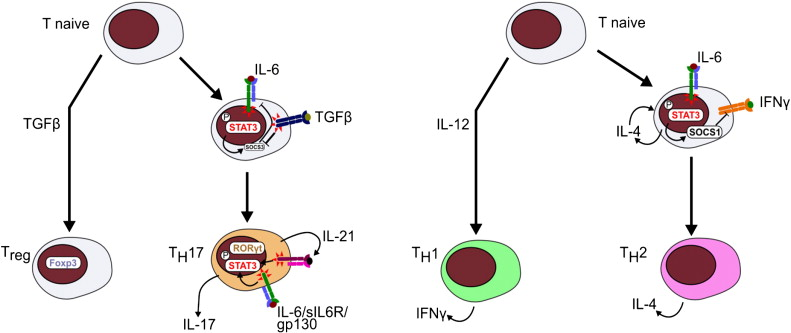 T naive
IL-6
TGFβ
TGFβ
P
STAT3
SOCS3
Treg
Foxp3
TH17
RORγt
P
STAT3
IL-21
IL-17
IL-6/sIL6R/
gp130
T naive
IL-6
IL-12
IFNγ
P
STAT3
SOCS1
IL-4
TH1
IFNγ
TH2
IL-4